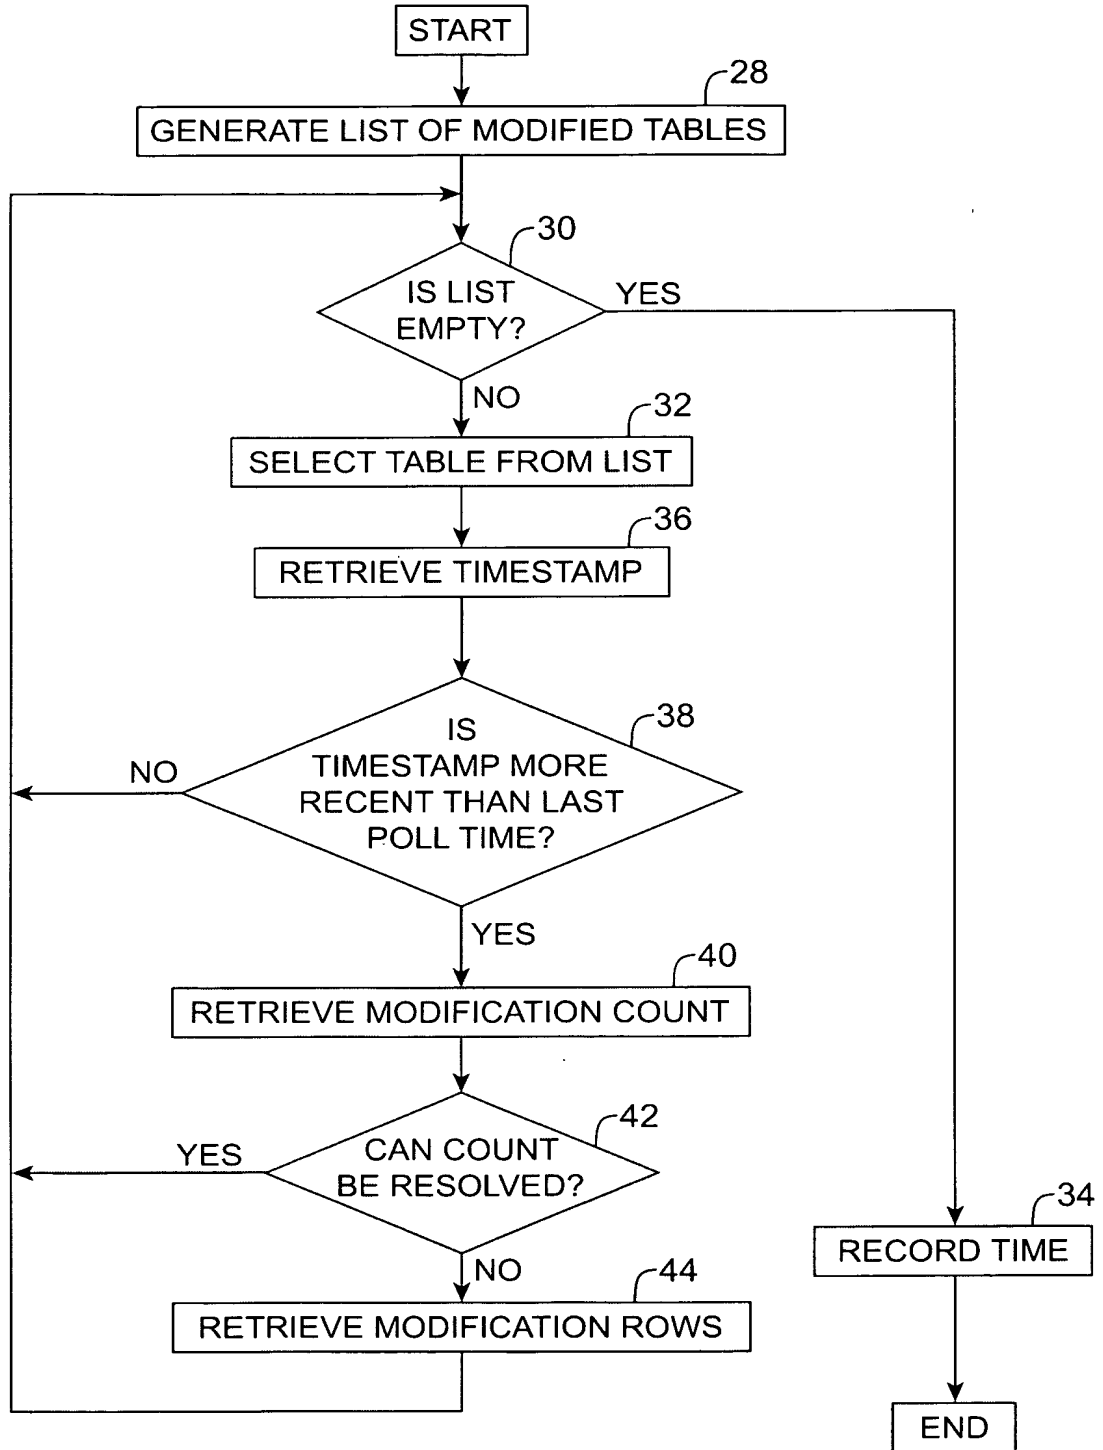 START
28
GENERATE LIST OF MODIFIED TABLES
30
IS LIST
EMPTY?
YES
NO
32
SELECT TABLE FROM LIST
36
RETRIEVE TIMESTAMP
38
IS
TIMESTAMP MORE
RECENT THAN LAST
POLL TIME?
NO
YES
40
RETRIEVE MODIFICATION COUNT
42
CAN COUNT
BE RESOLVED?
YES
NO
34
RECORD TIME
44
RETRIEVE MODIFICATION ROWS
END